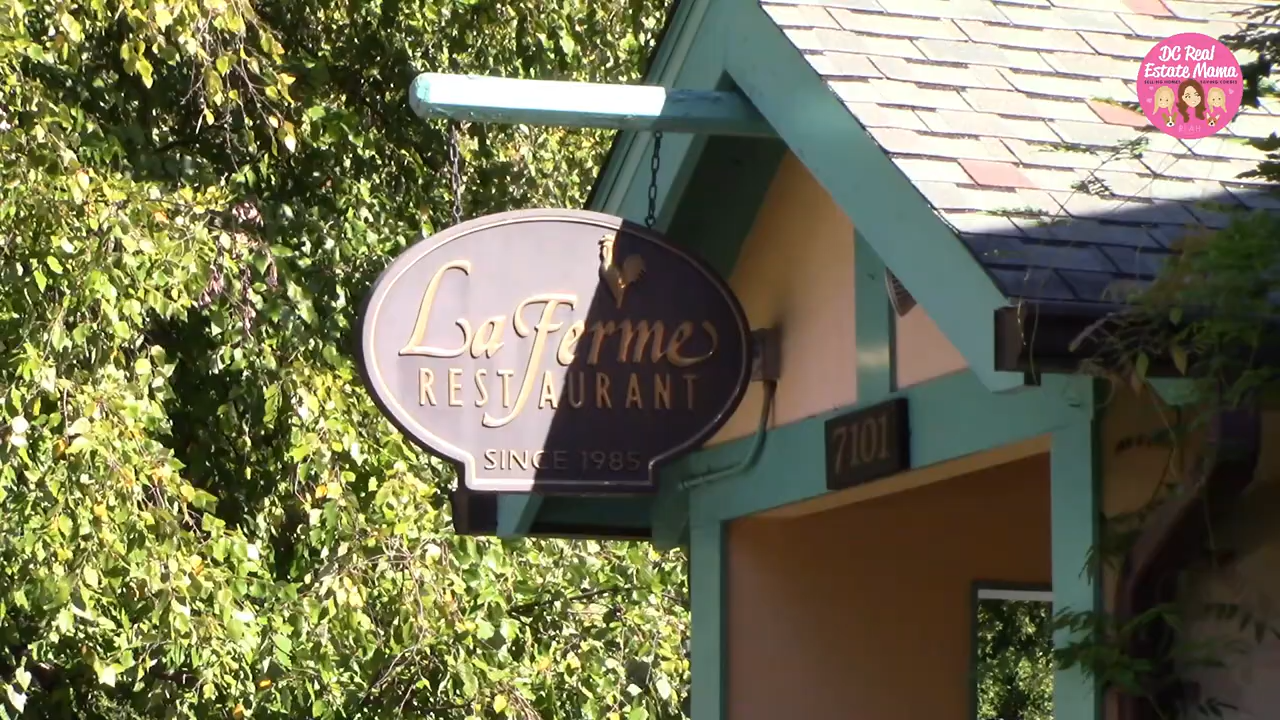 DC Real
Estate Mama
La Ferme
RESTAURANT
SINCE 1985
7101